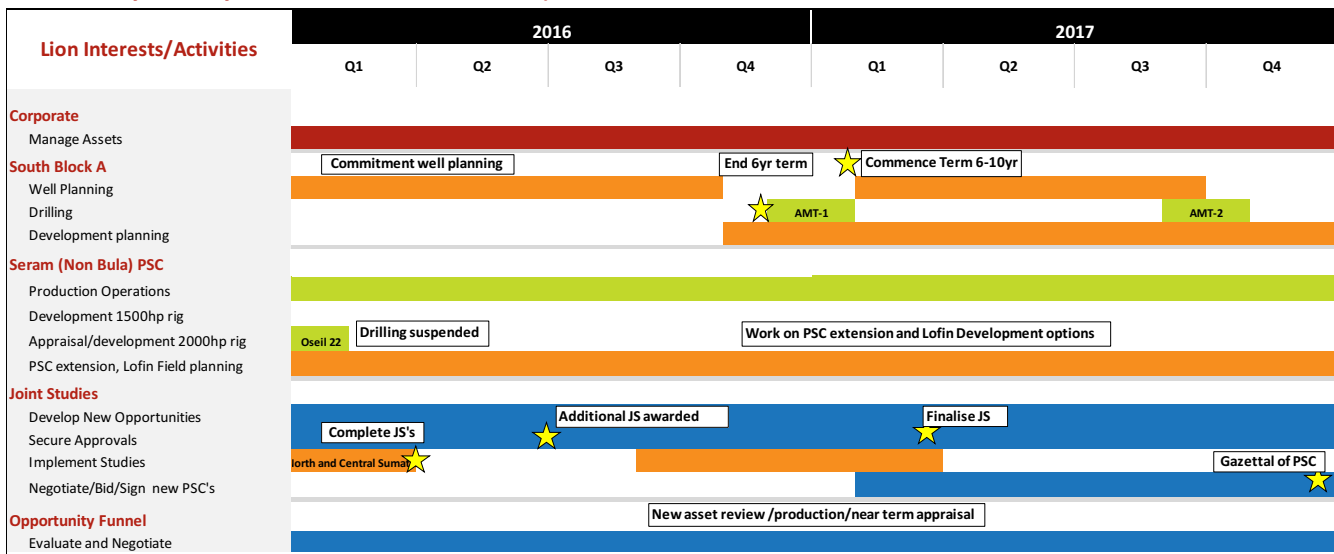 Lion Interests/Activities
2016
2017
Q1
Q2
Q3
Q4
Q1
Q2
Q3
Q4
Corporate
Manage Assets
South Block A
Commitment well planning
End 6yr term
Commence Term 6-10yr
Well Planning
Drilling
AMT-1
AMT-2
Development planning
Seram (Non Bula) PSC
Production Operations
Development 1500hp rig
Drilling suspended
Work on PSC extension and Lofin Development options
Appraisal/development 2000hp rig
Oseil 22
PSC extension, Lofin Field planning
Joint Studies
Develop New Opportunities
Additional JS awarded
Finalise JS
Complete JS's
Secure Approvals
Implement Studies
and Central
Gazettal of PSC
Negotiate/Bid/Sign new PSC's
Opportunity Funnel
New asset review /production/near term appraisal
Evaluate and Negotiate